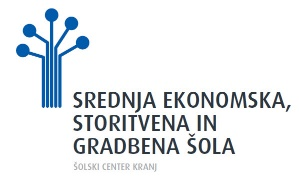 SREDNJA EKONOMSKA,
STORITVENA IN
GRADBENA ŠOLA
ŠOLSKI CENTER KRANJ